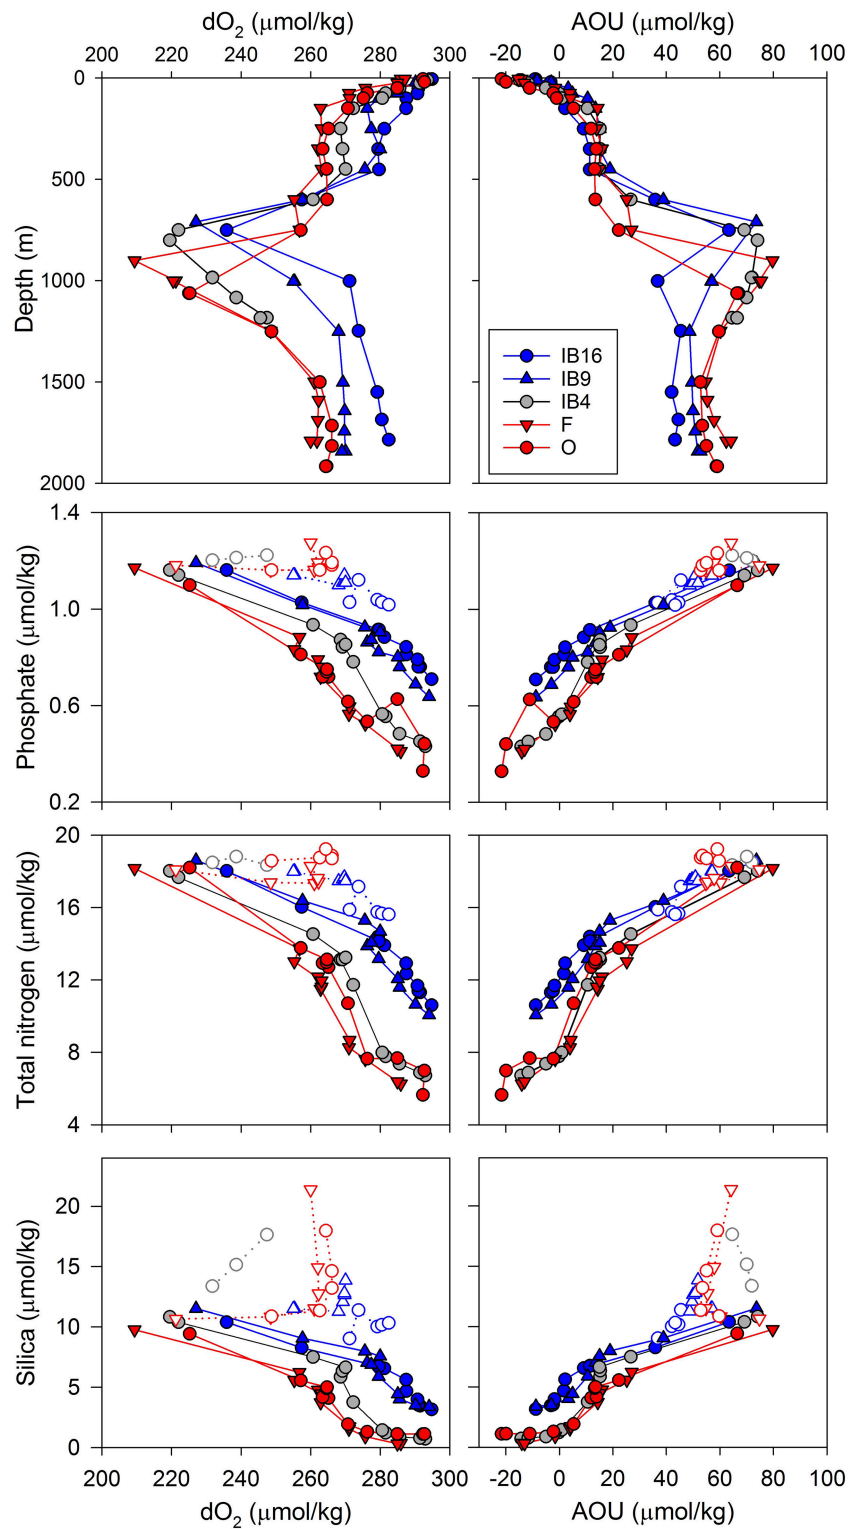 dO2 (μmol/kg) AOU (μmol/kg)
200 220 240 260 280 300 -20 0 20 40 60 80 100
0
500
1000
1500
2000
Depth (m)
IB16
IB9
IB4
F
O
1.4
1.0
0.6
0.2
Phosphate (μmol/kg)
20
16
12
8
4
Total nitrogen (μmol/kg)
20
15
10
5
0
Silica (μmol/kg)
200 220 240 260 280 300 -20 0 20 40 60 80 100
dO2 (μmol/kg) AOU (μmol/kg)